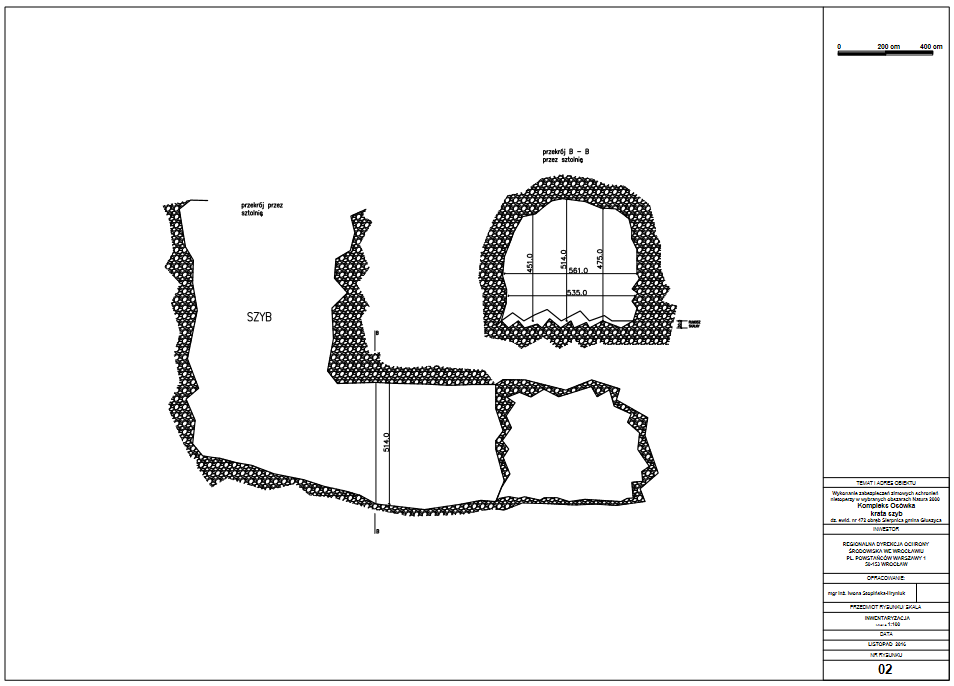 0 200 cm 400 cm
przekrój B - B
przez sztolnię
przekrój przez
sztolnię
SZYB
451.0
514.0
475.0
561.0
535.0
B
514.0
B
TEMAT I ADRES OBIEKTU
Wykonanie zabezpieczeń zimowych schronień
nietoperzy w wybranych obszarach Natura 2000
Kompleks Osówka
krata szyb
dz. ewid. nr 472 obręb Sierpnica gmina Głuszyca
INWESTOR
REGIONALNA DYREKCJA OCHRONY
ŚRODOWISKA WE WROCŁAWIU
PL. POWSTAŃCÓW WARSZAWY 1
50-153 WROCŁAW
OPRACOWANIE:
mgr inż. Iwona
PRZEDMIOT RYSUNKU/ SKALA
INWENTARYZACJA
1:100
DATA
LISTOPAD 2016
NR RYSUNKU
02